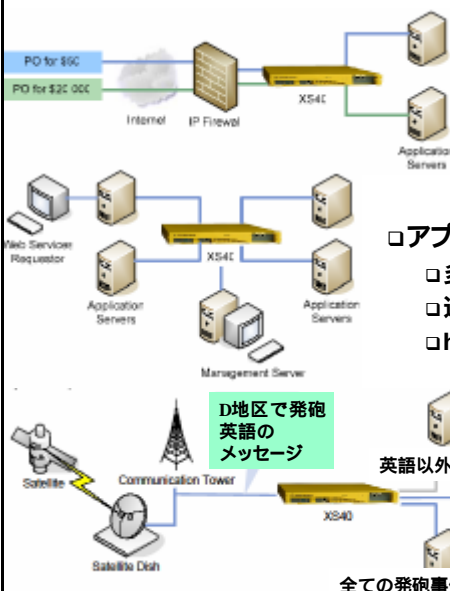 PO for $50
PO for $20 000
Internet
IP Firewall
XS40
Application
Servers
Web Services
Requestor
XS40
Application
Servers
Application
Servers
Management Server
□アプ
□多
□通
□h
D地区で発砲
英語の
メッセージ
Satellite
Communication Tower
XS40
Satellite Dish
英語以外
全ての発砲事